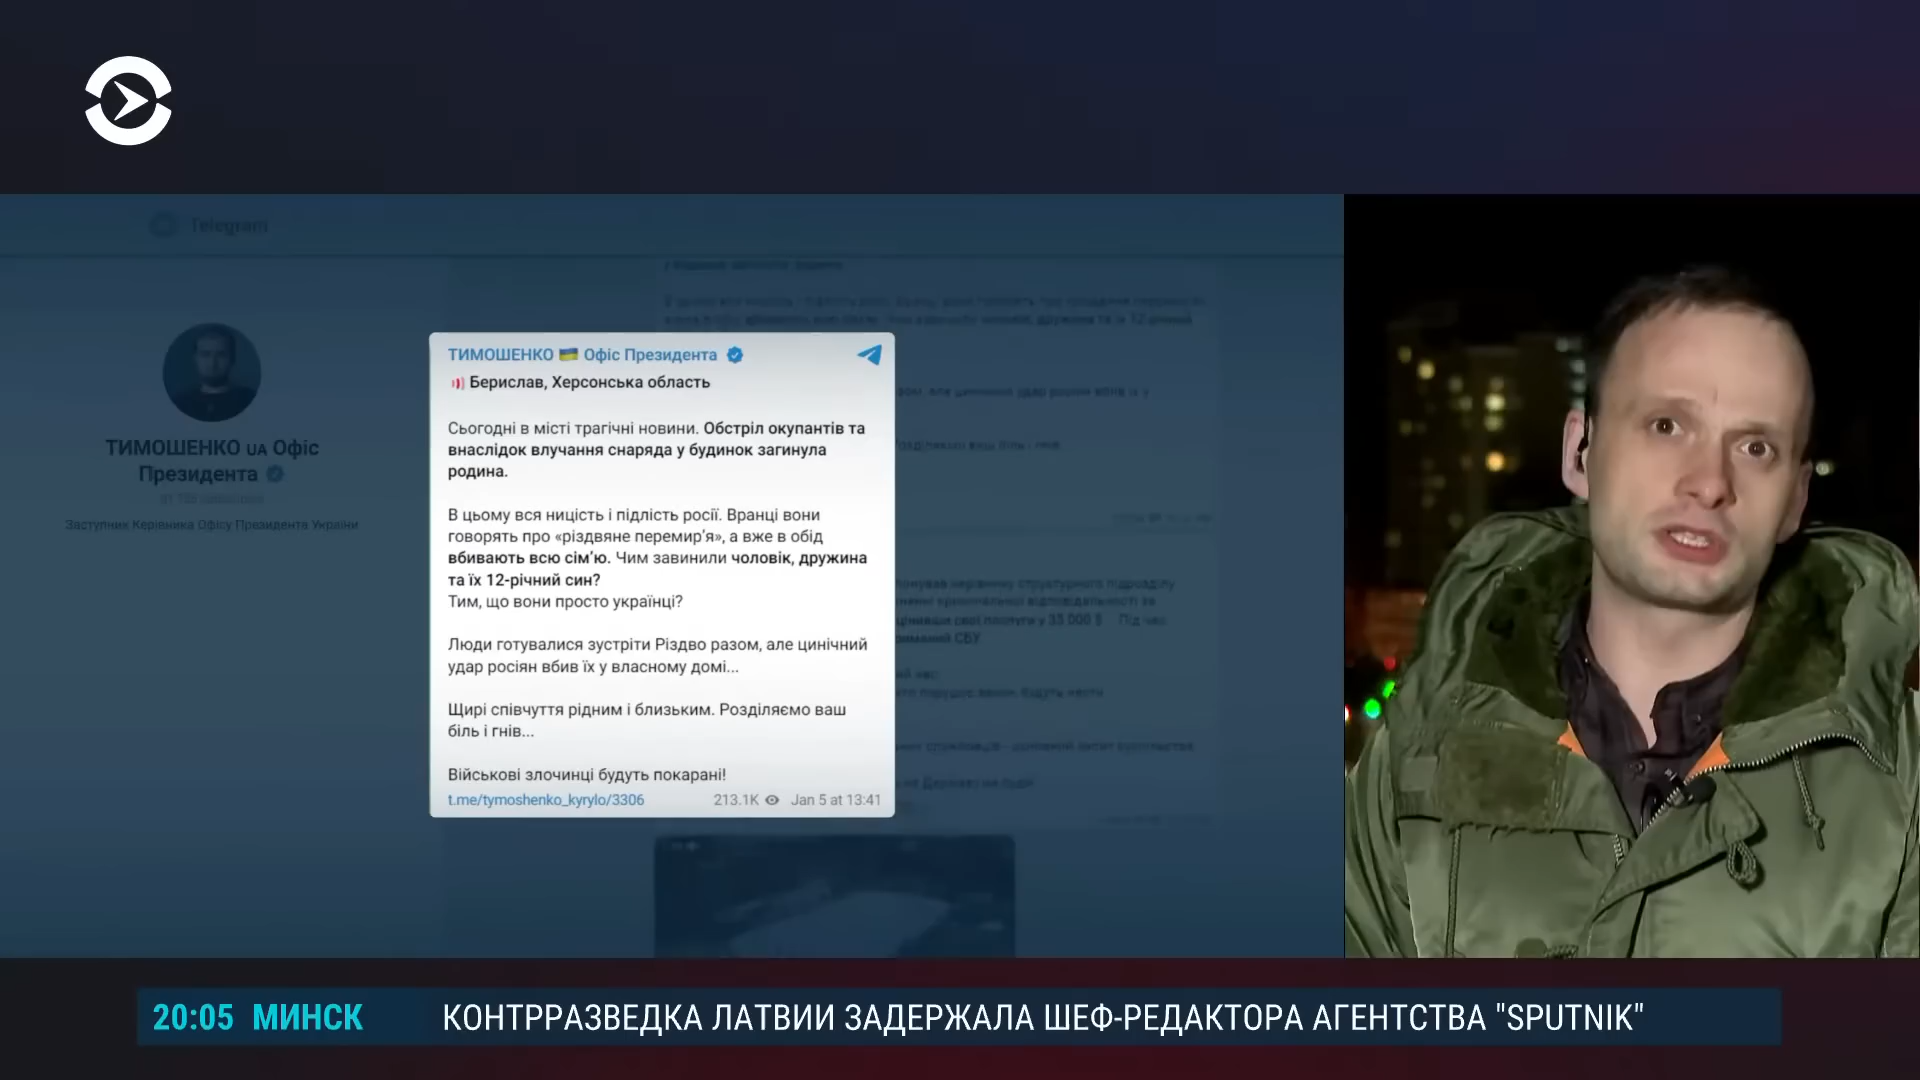 Telegram
ТИМОШЕНКО UA Офіс
Президента
Заступник Керівника Офісу Президента України
ТИМОШЕНКО 🇺🇦 Офіс Президента
Берислав, Херсонська область
Сьогодні в місті трагічні новини. Обстріл окупантів та
внаслідок влучання снаряда у будинок загинула
родина.
В цьому вся ницість і підлість росії. Вранці вони
говорять про «різдвяне перемир’я», а вже в обід
вбивають всю сім’ю. Чим завинили чоловік, дружина
та їх 12-річний син?
Тим, що вони просто українці?
Люди готувалися зустріти Різдво разом, але цинічний
удар росіян вбив їх у власному домі...
Щирі співчуття рідним і близьким. Розділяємо ваш
біль і гнів...
Військові злочинці будуть покарані!
t.me/tymoshenko_kyrylo/3306 213.1K Jan 5 at 13:41
20:05 МИНСК КОНТРРАЗВЕДКА ЛАТВИИ ЗАДЕРЖАЛА ШЕФ-РЕДАКТОРА АГЕНТСТВА "SPUTNIK"